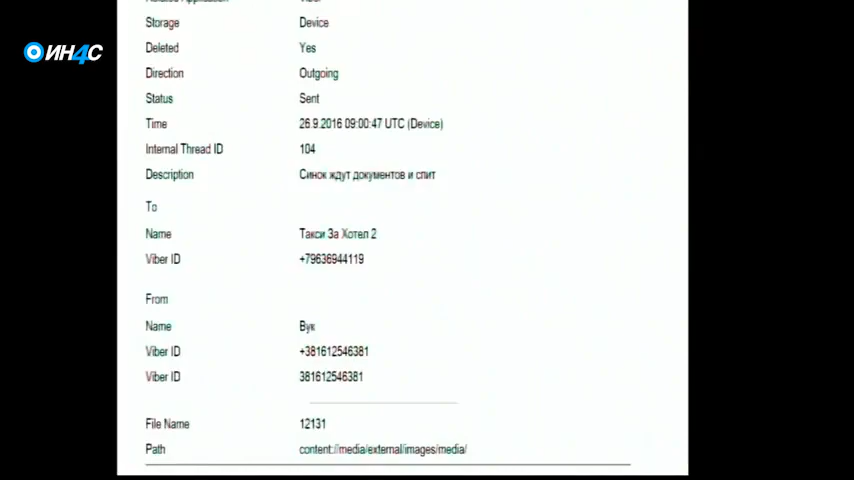 Viber
ИН4С
Storage Device
Deleted Yes
Direction Outgoing
Status Sent
Time 26.9.2016 09:00:47 UTC (Device)
Internal Thread ID 104
Description Синок ждут документов и спит
To
Name Такси За Хотел 2
Viber ID +79636944119
From
Name Вук
Viber ID +381612546381
Viber ID 381612546381
File Name 12131
Path content://media/external/images/media/